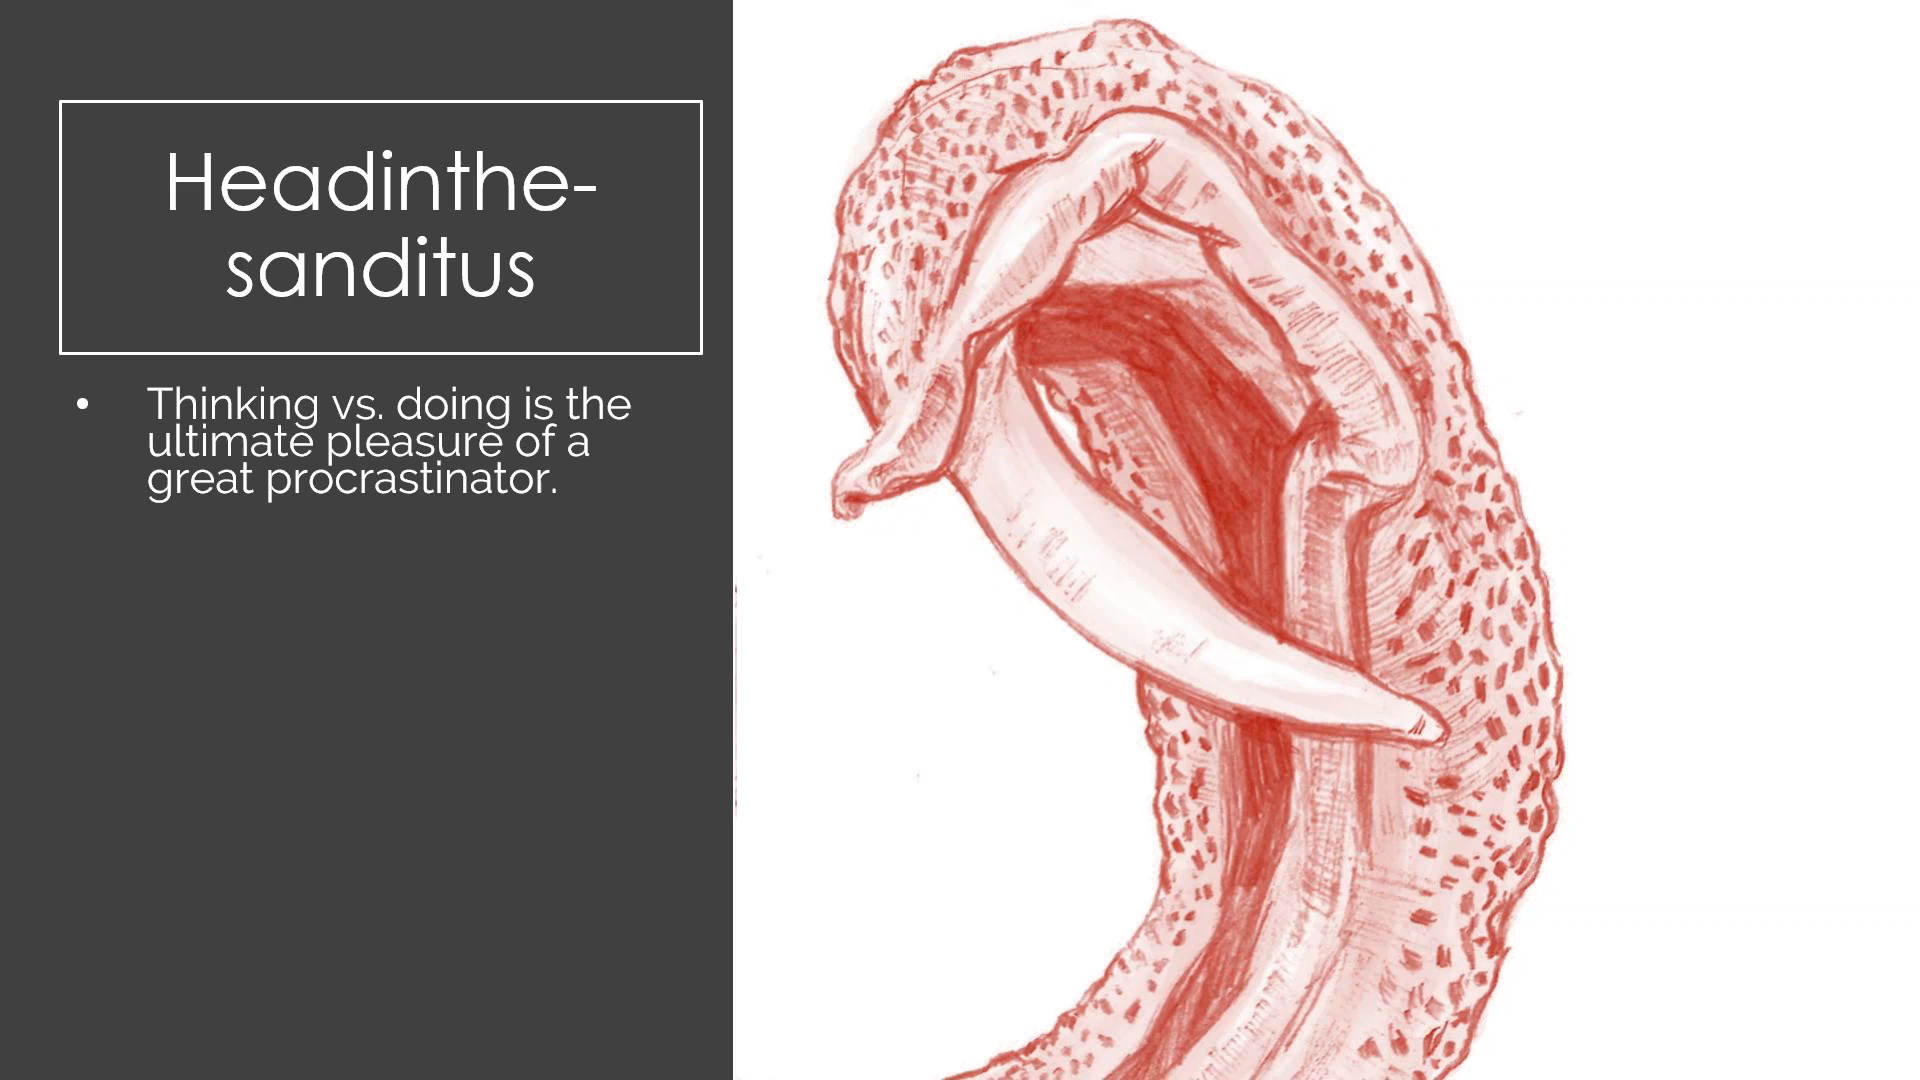 Headinthe-
sanditus
• Thinking vs. doing is the
ultimate pleasure of a
great procrastinator.